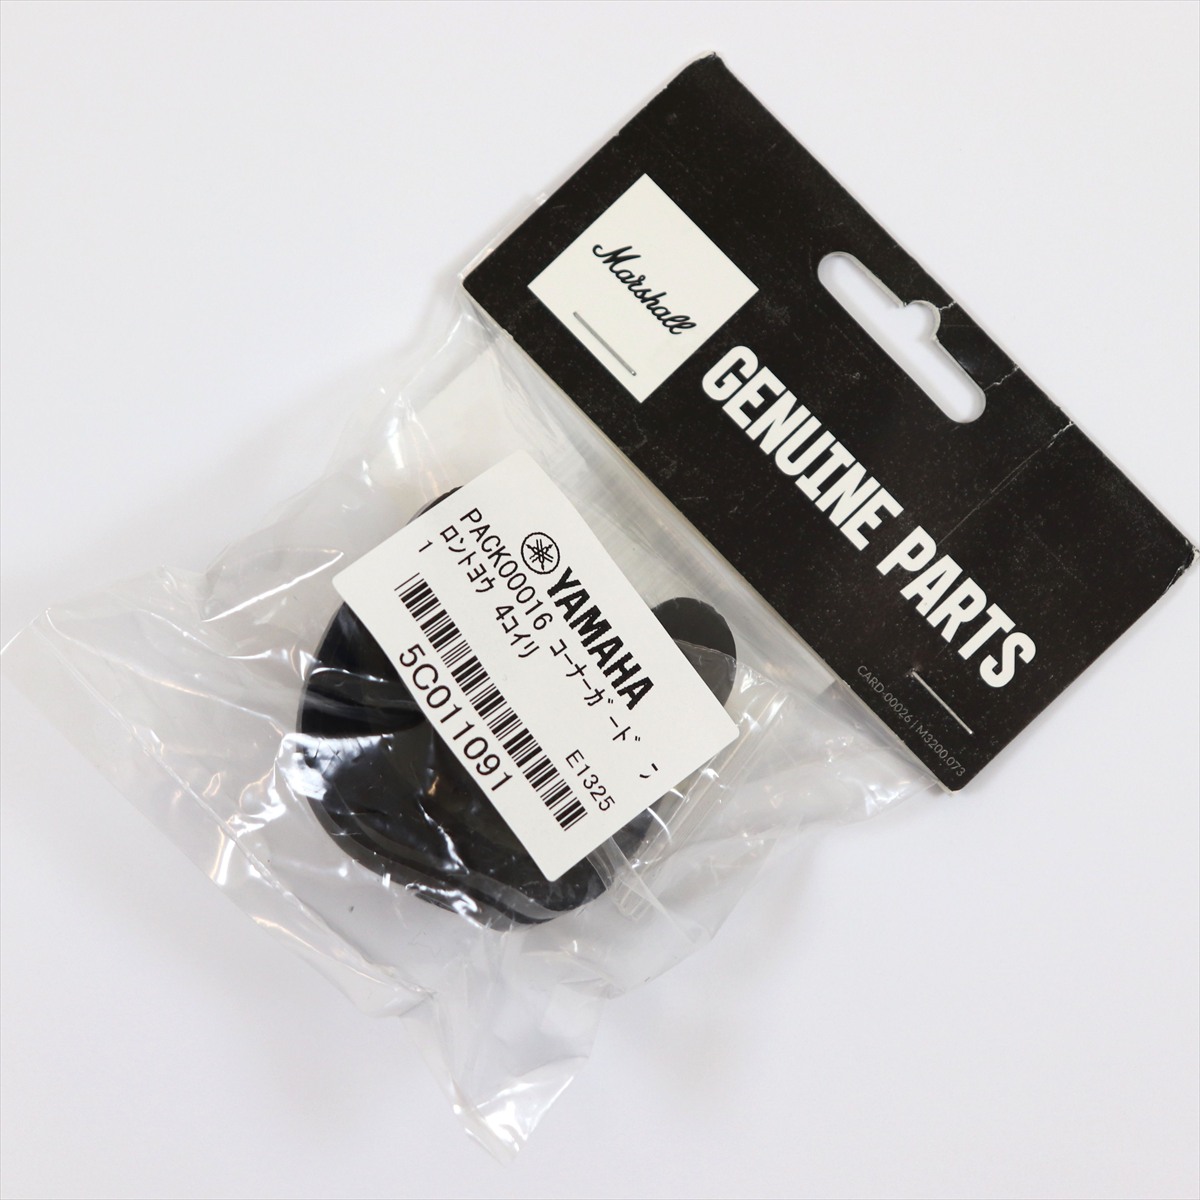 Marshall
GENUINE PARTS
CARD-00026 | M3200.073
YAMAHA
PACK00016 コーナーガード フ
ロントヨウ 4コイリ
1 E1325
5C011091